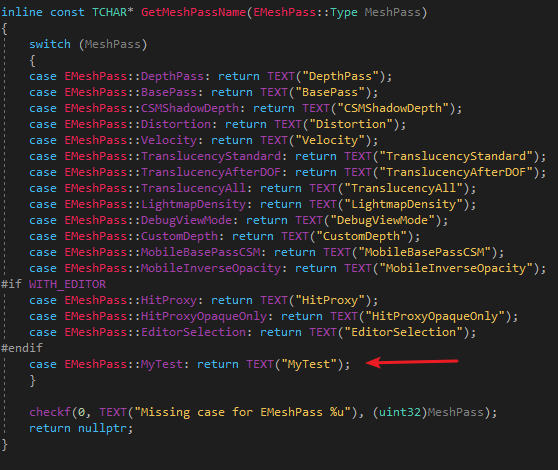 inline const TCHAR* GetMeshPassName(EMeshPass::Type MeshPass)
{
switch (MeshPass)
{
case EMeshPass::DepthPass: return TEXT("DepthPass");
case EMeshPass::BasePass: return TEXT("BasePass");
case EMeshPass::CSMShadowDepth: return TEXT("CSMShadowDepth");
case EMeshPass::Distortion: return TEXT("Distortion");
case EMeshPass::Velocity: return TEXT("Velocity");
case EMeshPass::TranslucencyStandard: return TEXT("TranslucencyStandard");
case EMeshPass::TranslucencyAfterDOF: return TEXT("TranslucencyAfterDOF");
case EMeshPass::TranslucencyAll: return TEXT("TranslucencyAll");
case EMeshPass::LightmapDensity: return TEXT("LightmapDensity");
case EMeshPass::DebugViewMode: return TEXT("DebugViewMode");
case EMeshPass::CustomDepth: return TEXT("CustomDepth");
case EMeshPass::MobileBasePassCSM: return TEXT("MobileBasePassCSM");
case EMeshPass::MobileInverseOpacity: return TEXT("MobileInverseOpacity");
#if WITH_EDITOR
case EMeshPass::HitProxy: return TEXT("HitProxy");
case EMeshPass::HitProxyOpaqueOnly: return TEXT("HitProxyOpaqueOnly");
case EMeshPass::EditorSelection: return TEXT("EditorSelection");
#endif
case EMeshPass::MyTest: return TEXT("MyTest");
}
checkf(0, TEXT("Missing case for EMeshPass %u"), (uint32)MeshPass);
return nullptr;
}